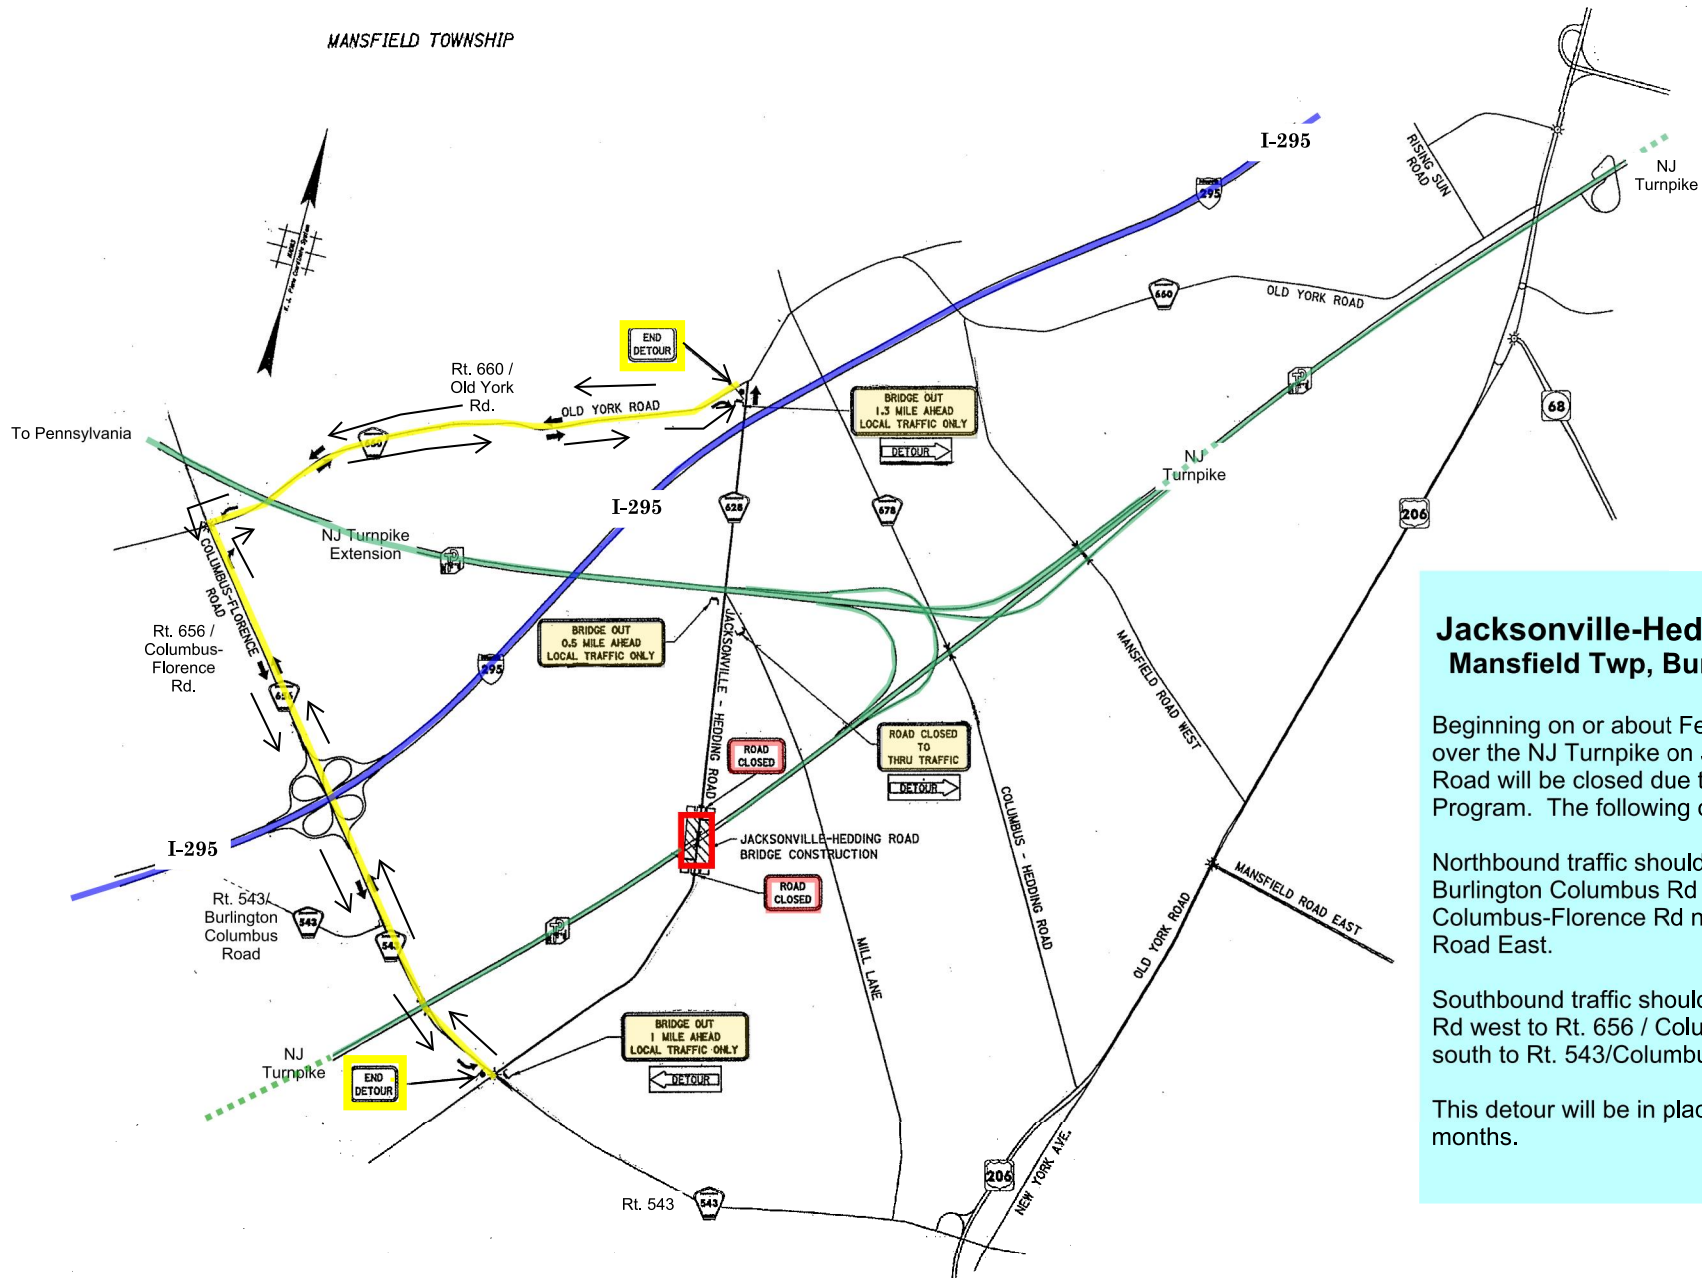 MANSFIELD TOWNSHIP
I-295
295
RISING SUN
ROAD
NJ
Turnpike
660
OLD YORK ROAD
END
DETOUR
Rt. 660 /
Old York
Rd.
OLD YORK ROAD
660
BRIDGE OUT
1.3 MILE AHEAD
LOCAL TRAFFIC ONLY
DETOUR
68
To Pennsylvania
NJ
Turnpike
I-295
628
678
206
NJ Turnpike
Extension
COLUMBUS-FLORENCE
ROAD
Rt. 656 /
Columbus-
Florence
Rd.
656
BRIDGE OUT
0.5 MILE AHEAD
LOCAL TRAFFIC ONLY
295
JACKSONVILLE - HEDDING ROAD
MANSFIELD ROAD WEST
ROAD
CLOSED
ROAD CLOSED
TO
THRU TRAFFIC
DETOUR
COLUMBUS - HEDDING ROAD
JACKSONVILLE-HEDDING ROAD
BRIDGE CONSTRUCTION
I-295
ROAD
CLOSED
MANSFIELD ROAD EAST
OLD YORK ROAD
Rt. 543/
Burlington
Columbus
Road
543
543
MILL LANE
BRIDGE OUT
1 MILE AHEAD
LOCAL TRAFFIC ONLY
DETOUR
NJ
Turnpike
END
DETOUR
Rt. 543
543
206
NEW YORK AVE.
Jacksonville-Hed
Mansfield Twp, Bu
Beginning on or about Fe
over the NJ Turnpike on
Road will be closed due t
Program. The following
Northbound traffic should
Burlington Columbus Rd
Columbus-Florence Rd n
Road East.
Southbound traffic should
Rd west to Rt. 656 / Colu
south to Rt. 543/Columbu
This detour will be in plac
months.